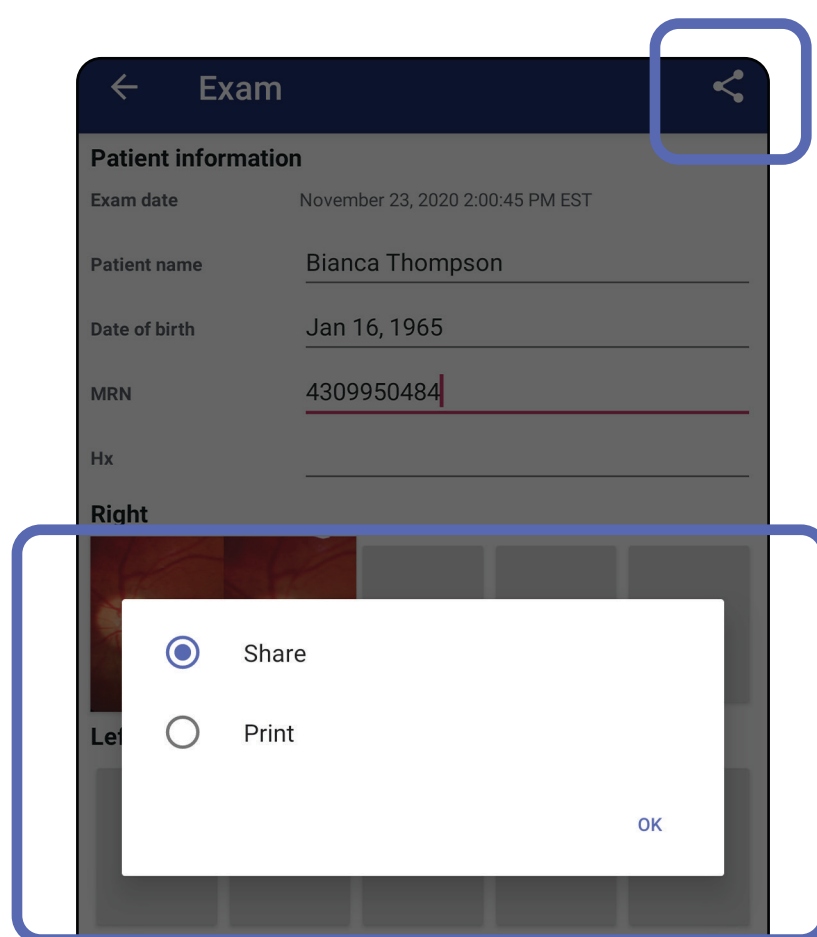 Exam
Patient information
Exam date November 23, 2020 2:00:45 PM EST
Patient name Bianca Thompson
Date of birth Jan 16, 1965
MRN 4309950484
Hx
Right
Share
Lef
Print
OK